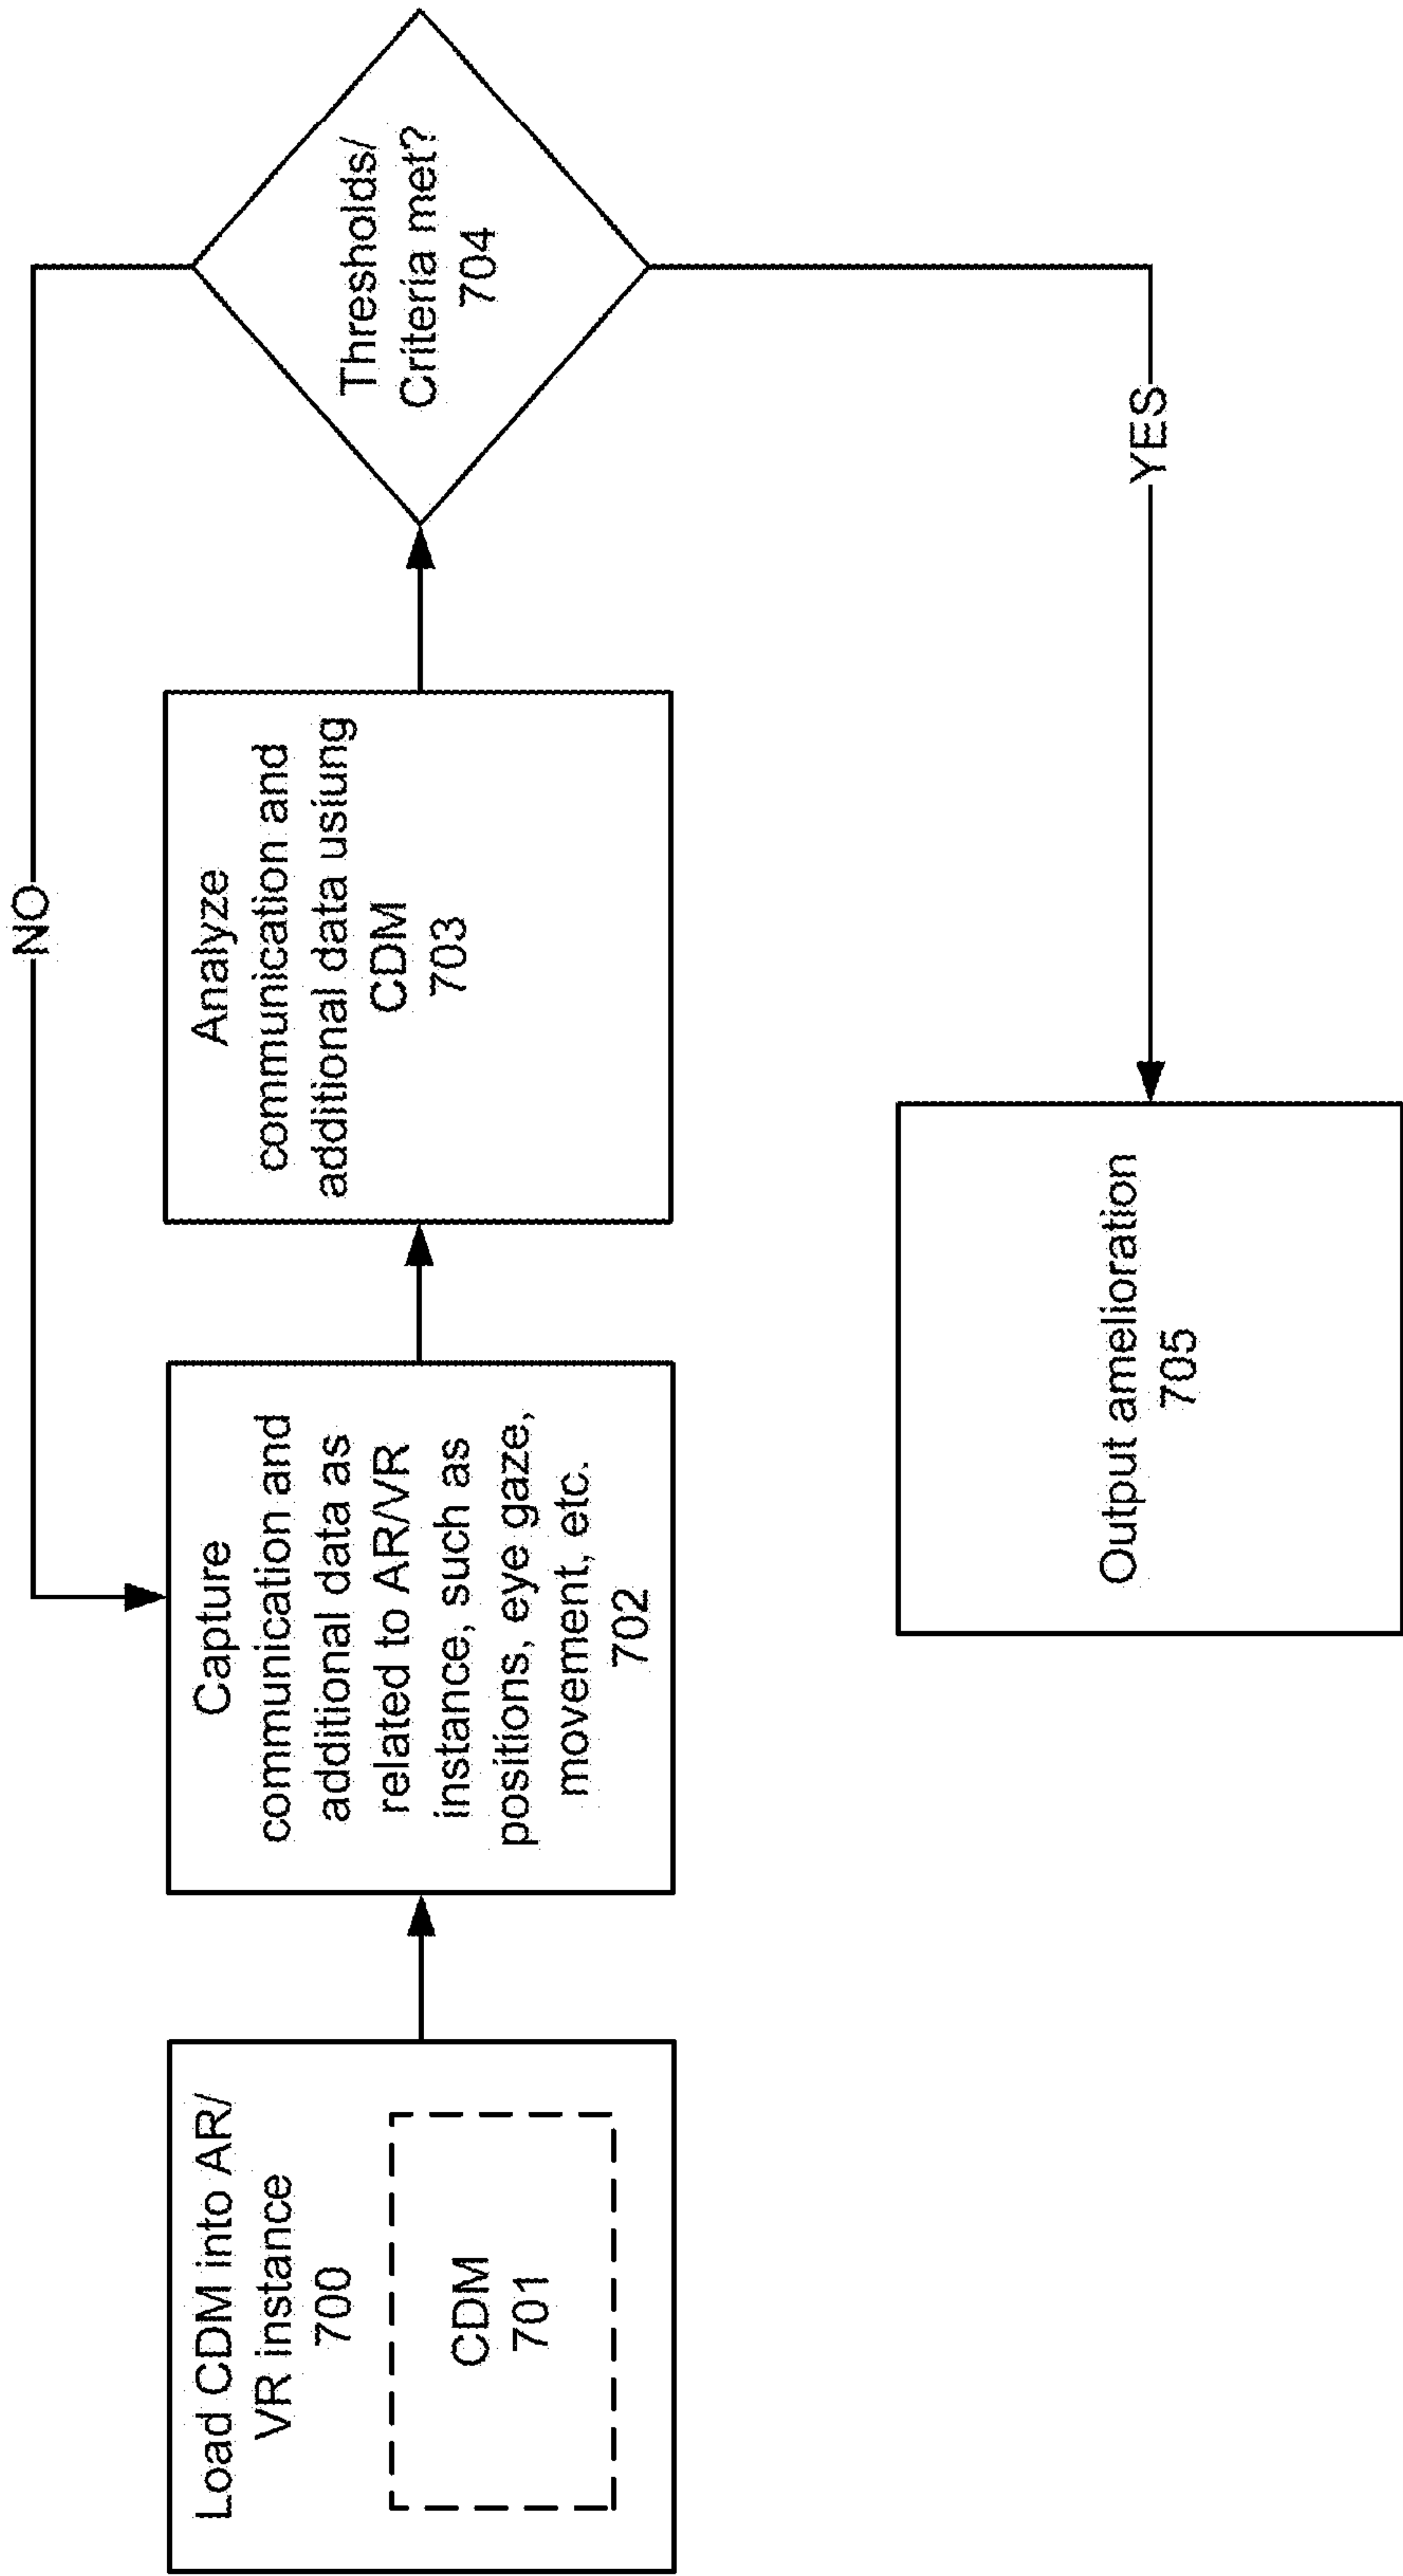 Load CDM into AR/
VR instance
700
CDM
701
Capture
communication and
additional data as
related to AR/VR
instance, such as
positions, eye gaze,
movement, etc.
702
Analyze
communication and
additional data usiung
CDM
703
Thresholds/
Criteria met?
704
NO
YES
Output amelioration
705